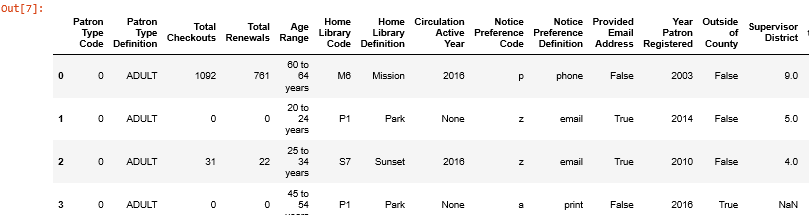 Out[7]:
Patron Type Code Patron Type Definition Total Checkouts Total Renewals Age Range Home Library Code Home Library Definition Circulation Active Year Notice Preference Code Notice Preference Definition Provided Email Address Year Patron Registered Outside of County Supervisor District
0 0 ADULT 1092 761 60 to 64 years M6 Mission 2016 p phone False 2003 False 9.0
1 0 ADULT 0 0 20 to 24 years P1 Park None z email True 2014 False 5.0
2 0 ADULT 31 22 25 to 34 years S7 Sunset 2016 z email True 2010 False 4.0
3 0 ADULT 0 0 45 to 54 P1 Park None a print False 2016 True NaN